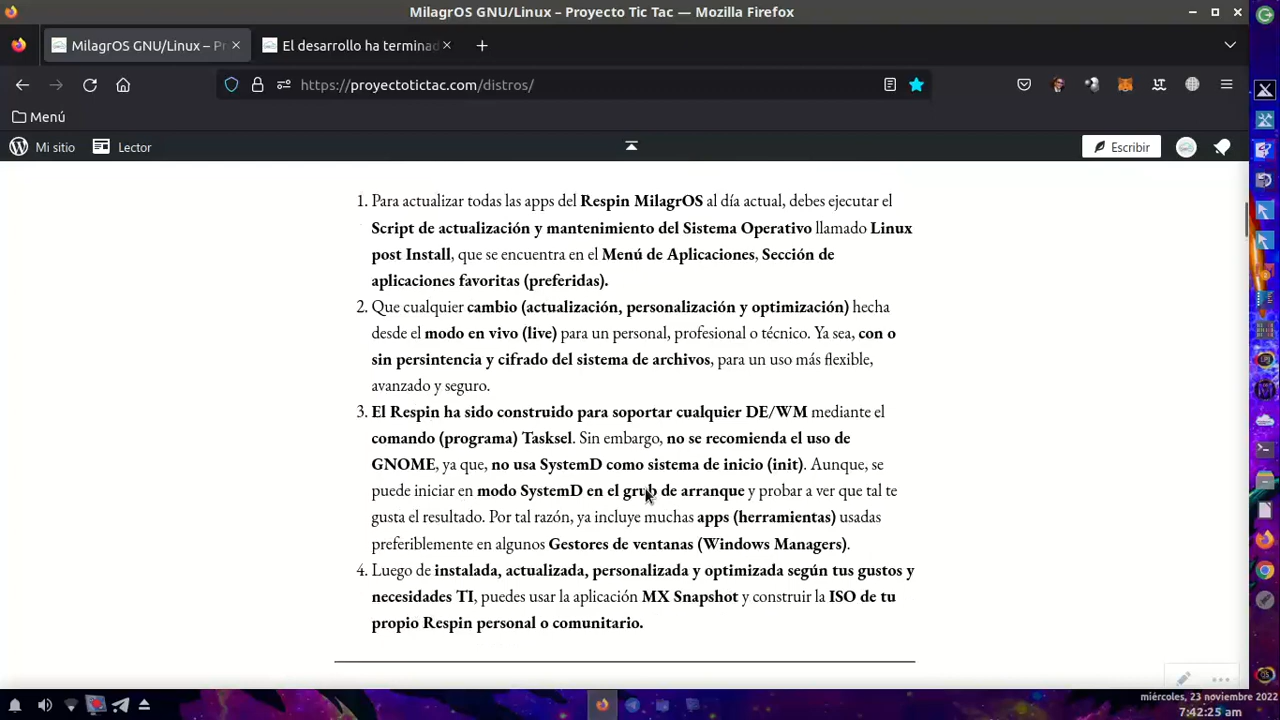 MilagrOS GNU/Linux – Proyecto Tic Tac — Mozilla Firefox
MilagrOS GNU/Linux – Pr
El desarrollo ha terminad
https://proyectotictac.com/distros/
Menú
Mi sitio
Lector
Escribir
1. Para actualizar todas las apps del Respin MilagrOS al día actual, debes ejecutar el
Script de actualización y mantenimiento del Sistema Operativo llamado Linux
post Install, que se encuentra en el Menú de Aplicaciones, Sección de
aplicaciones favoritas (preferidas).
2. Que cualquier cambio (actualización, personalización y optimización) hecha
desde el modo en vivo (live) para un personal, profesional o técnico. Ya sea, con o
sin persintencia y cifrado del sistema de archivos, para un uso más flexible,
avanzado y seguro.
3. El Respin ha sido construido para soportar cualquier DE/WM mediante el
comando (programa) Tasksel. Sin embargo, no se recomienda el uso de
GNOME, ya que, no usa SystemD como sistema de inicio (init). Aunque, se
puede iniciar en modo SystemD en el grub de arranque y probar a ver que tal te
gusta el resultado. Por tal razón, ya incluye muchas apps (herramientas) usadas
preferiblemente en algunos Gestores de ventanas (Windows Managers).
4. Luego de instalada, actualizada, personalizada y optimizada según tus gustos y
necesidades TI, puedes usar la aplicación MX Snapshot y construir la ISO de tu
propio Respin personal o comunitario.
miércoles, 23 noviembre 2022
7:42:25 am